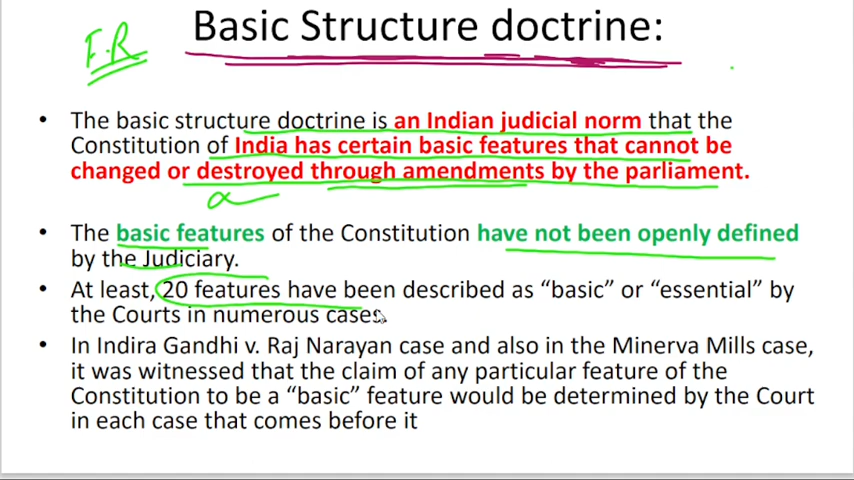 Basic Structure doctrine:
F.R
• The basic structure doctrine is an Indian judicial norm that the
Constitution of India has certain basic features that cannot be
changed or destroyed through amendments by the parliament.
• The basic features of the Constitution have not been openly defined
by the Judiciary.
• At least, 20 features have been described as “basic” or “essential” by
the Courts in numerous cases.
• In Indira Gandhi v. Raj Narayan case and also in the Minerva Mills case,
it was witnessed that the claim of any particular feature of the
Constitution to be a “basic” feature would be determined by the Court
in each case that comes before it